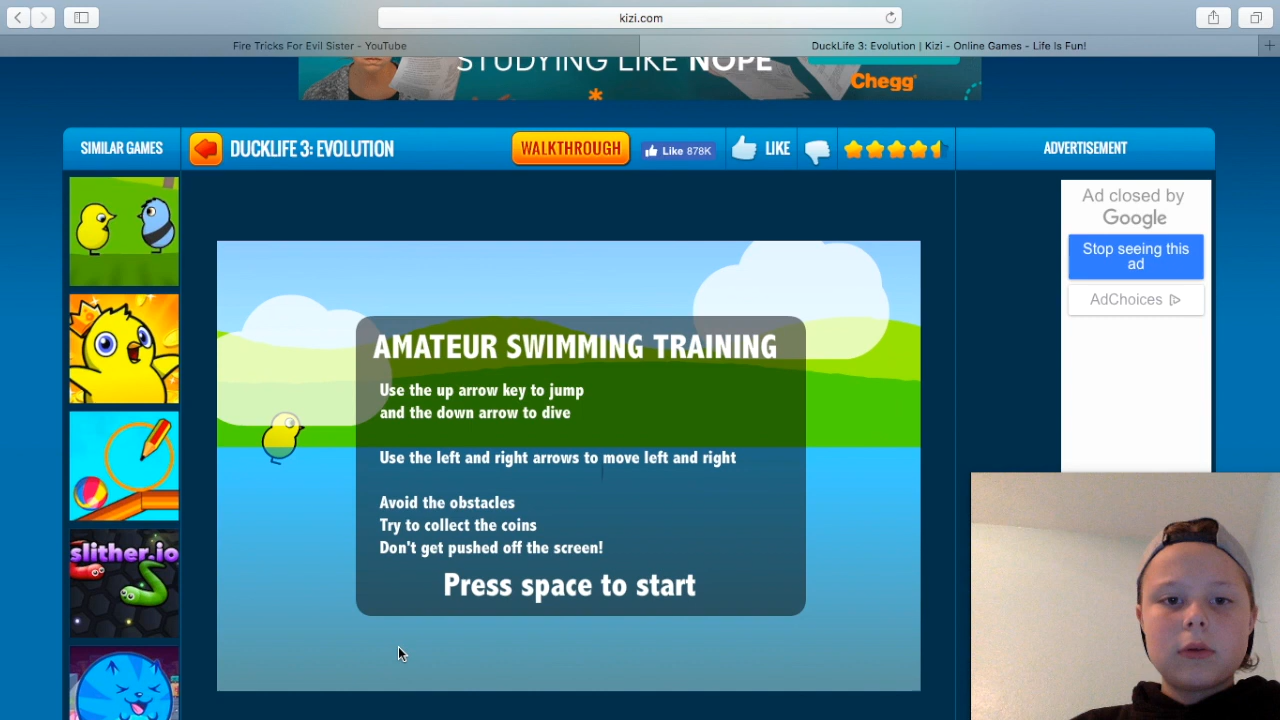 kizi.com
Fire Tricks For Evil Sister - YouTube
DuckLife 3: Evolution | Kizi - Online Games - Life Is Fun!
STUDYING LIKE NOPE
Chegg
SIMILAR GAMES
DUCKLIFE 3: EVOLUTION
WALKTHROUGH
Like 878K
LIKE
ADVERTISEMENT
Ad closed by
Google
Stop seeing this
ad
AdChoices
AMATEUR SWIMMING TRAINING
Use the up arrow key to jump
and the down arrow to dive
Use the left and right arrows to move left and right
Avoid the obstacles
Try to collect the coins
Don't get pushed off the screen!
Press space to start
slither.io